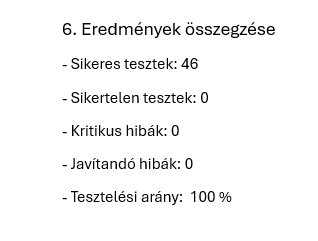 6. Eredmények összegzése
- Sikeres tesztek: 46
- Sikertelen tesztek: 0
- Kritikus hibák: 0
- Javítandó hibák: 0
- Tesztelési arány:  100 %